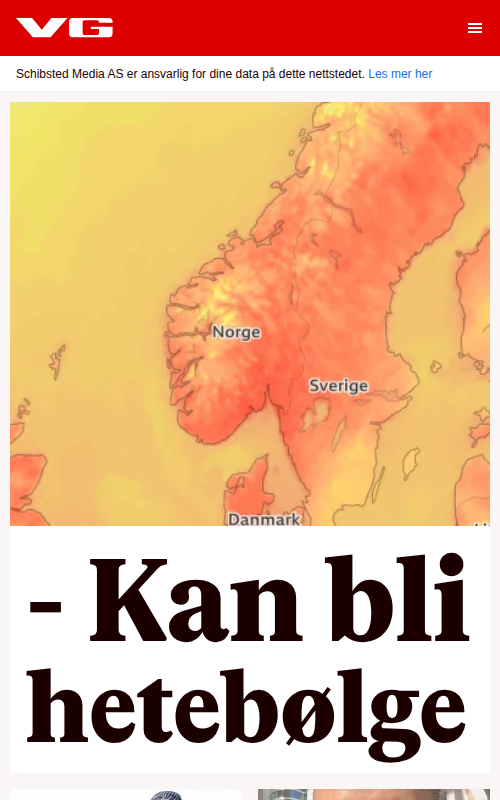 VG
Schibsted Media AS er ansvarlig for dine data på dette nettstedet. Les mer her
Norge
Sverige
Danmark
- Kan bli
hetebølge